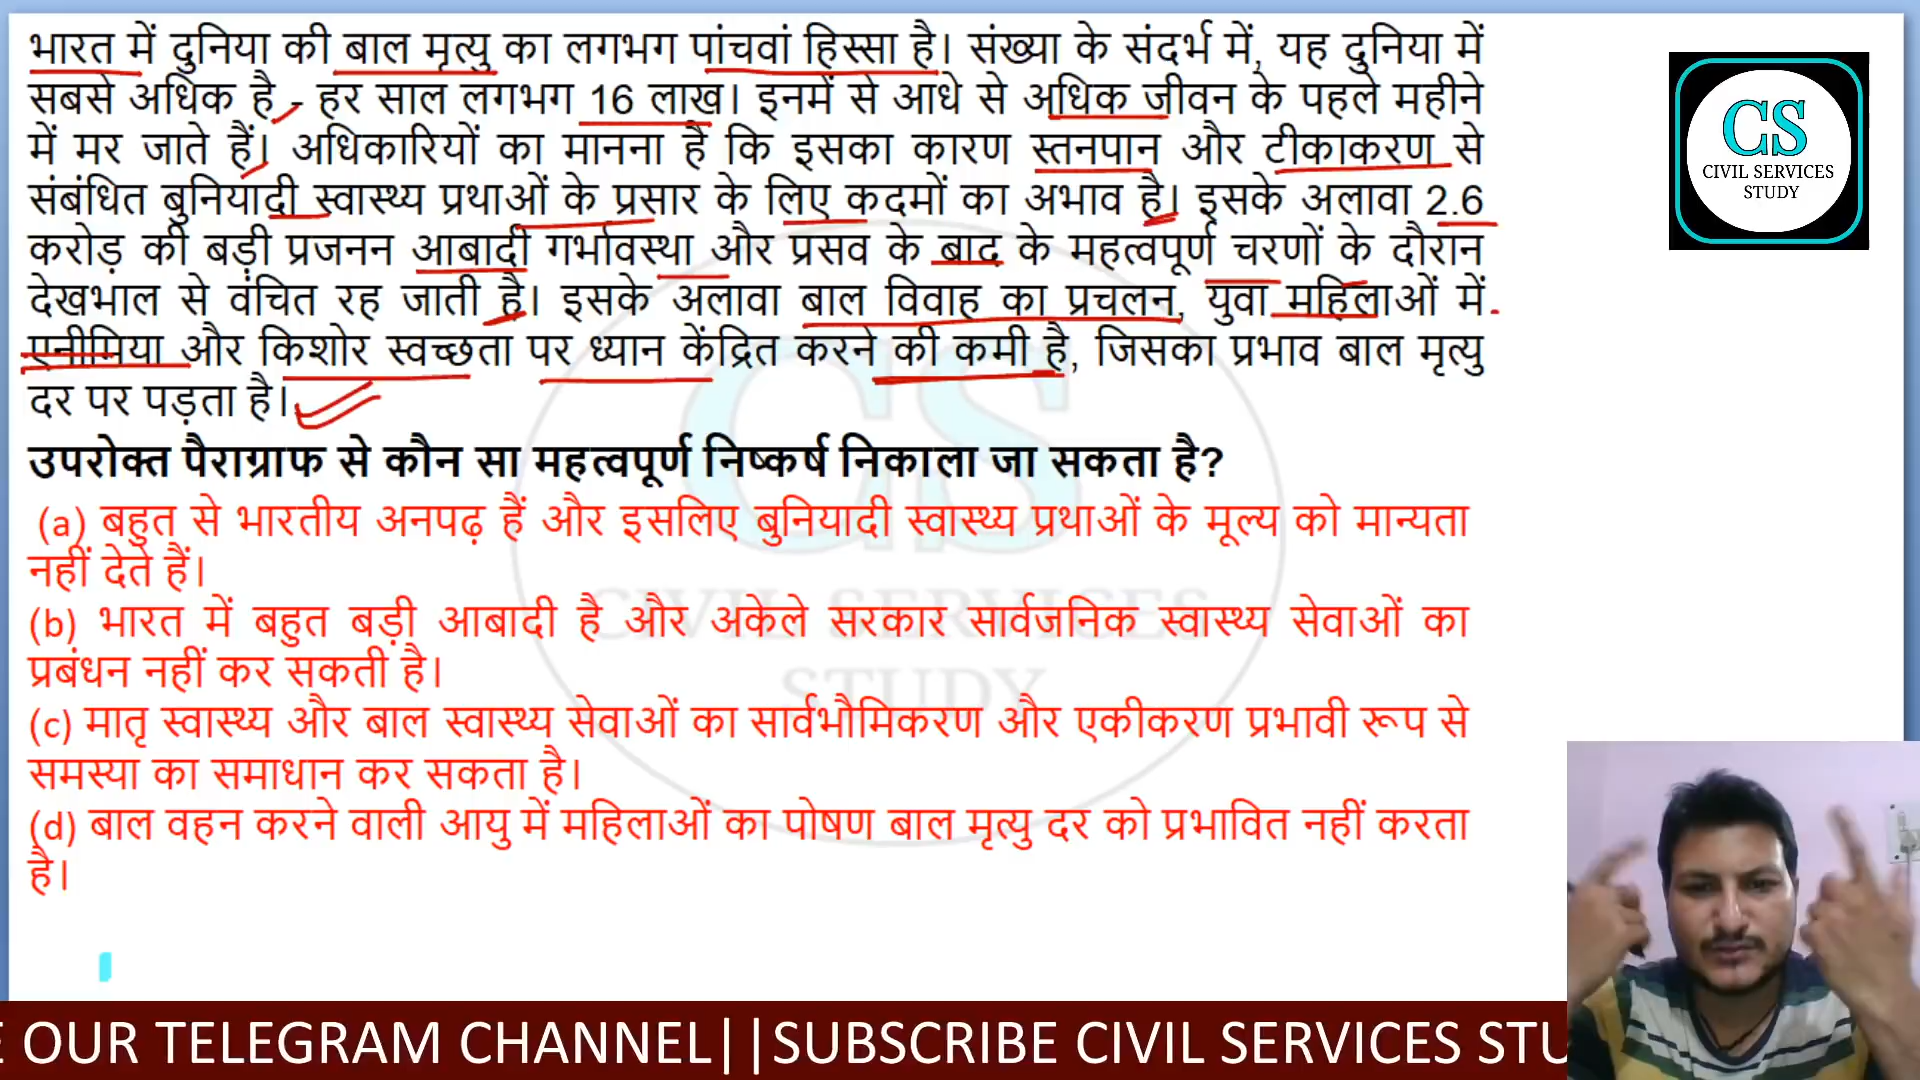 भारत में दुनिया की बाल मृत्यु का लगभग पांचवां हिस्सा है। संख्या के संदर्भ में, यह दुनिया में
सबसे अधिक है - हर साल लगभग 16 लाख। इनमें से आधे से अधिक जीवन के पहले महीने
में मर जाते हैं। अधिकारियों का मानना है कि इसका कारण स्तनपान और टीकाकरण से
संबंधित बुनियादी स्वास्थ्य प्रथाओं के प्रसार के लिए कदमों का अभाव है। इसके अलावा 2.6
करोड़ की बड़ी प्रजनन आबादी गर्भावस्था और प्रसव के बाद के महत्वपूर्ण चरणों के दौरान
देखभाल से वंचित रह जाती है। इसके अलावा बाल विवाह का प्रचलन, युवा महिलाओं में
एनीमिया और किशोर स्वच्छता पर ध्यान केंद्रित करने की कमी है, जिसका प्रभाव बाल मृत्यु
दर पर पड़ता है।
उपरोक्त पैराग्राफ से कौन सा महत्वपूर्ण निष्कर्ष निकाला जा सकता है?
(a) बहुत से भारतीय अनपढ़ हैं और इसलिए बुनियादी स्वास्थ्य प्रथाओं के मूल्य को मान्यता
नहीं देते हैं।
(b) भारत में बहुत बड़ी आबादी है और अकेले सरकार सार्वजनिक स्वास्थ्य सेवाओं का
प्रबंधन नहीं कर सकती है।
(c) मातृ स्वास्थ्य और बाल स्वास्थ्य सेवाओं का सार्वभौमिकरण और एकीकरण प्रभावी रूप से
समस्या का समाधान कर सकता है।
(d) बाल वहन करने वाली आयु में महिलाओं का पोषण बाल मृत्यु दर को प्रभावित नहीं करता
है।
CS
CIVIL SERVICES
STUDY
CS
CIVIL SERVICES
STUDY
E OUR TELEGRAM CHANNEL||SUBSCRIBE CIVIL SERVICES STU